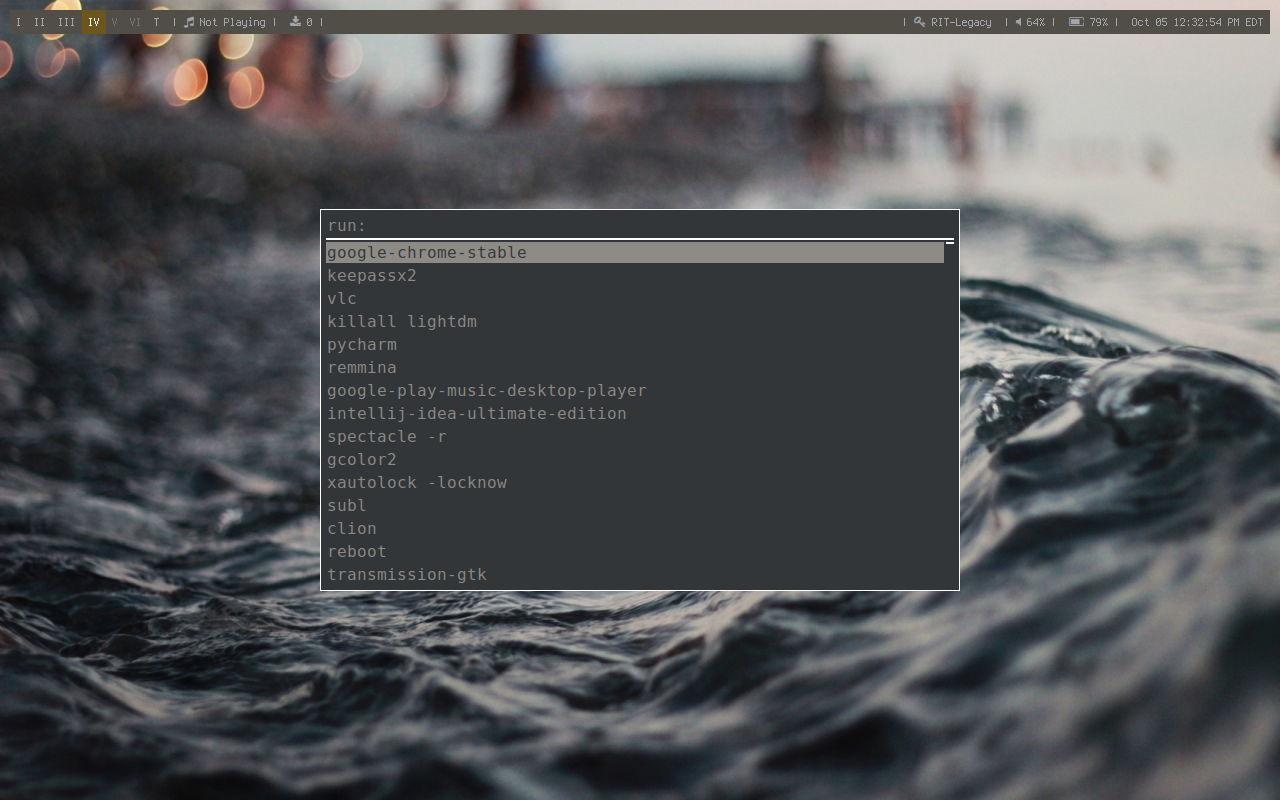 I II III IV V VI T | Not Playing | 0 | | RIT-Legacy | 64% | 79% | Oct 05 12:32:54 PM EDT
run:
google-chrome-stable
keepassx2
vlc
killall lightdm
pycharm
remmina
google-play-music-desktop-player
intellij-idea-ultimate-edition
spectacle -r
gcolor2
xautolock -locknow
subl
clion
reboot
transmission-gtk